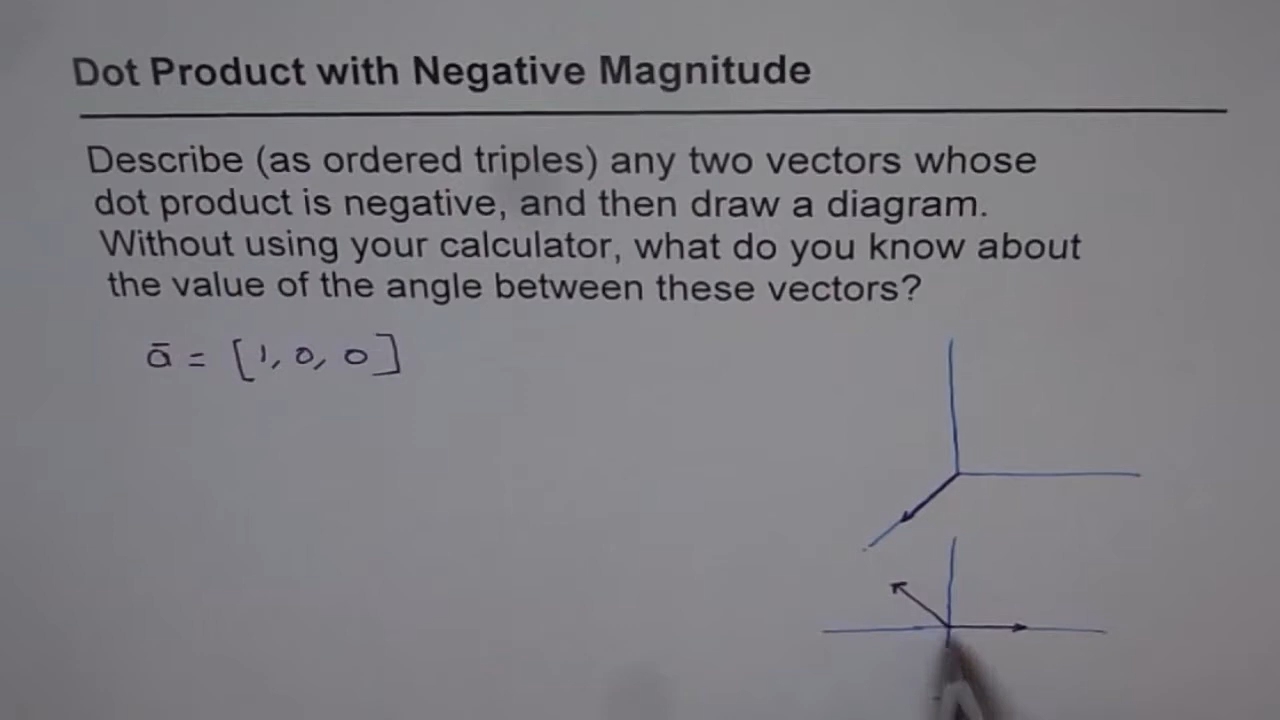 Dot Product with Negative Magnitude
Describe (as ordered triples) any two vectors whose
dot product is negative, and then draw a diagram.
Without using your calculator, what do you know about
the value of the angle between these vectors?
ā = [1, 0, 0]